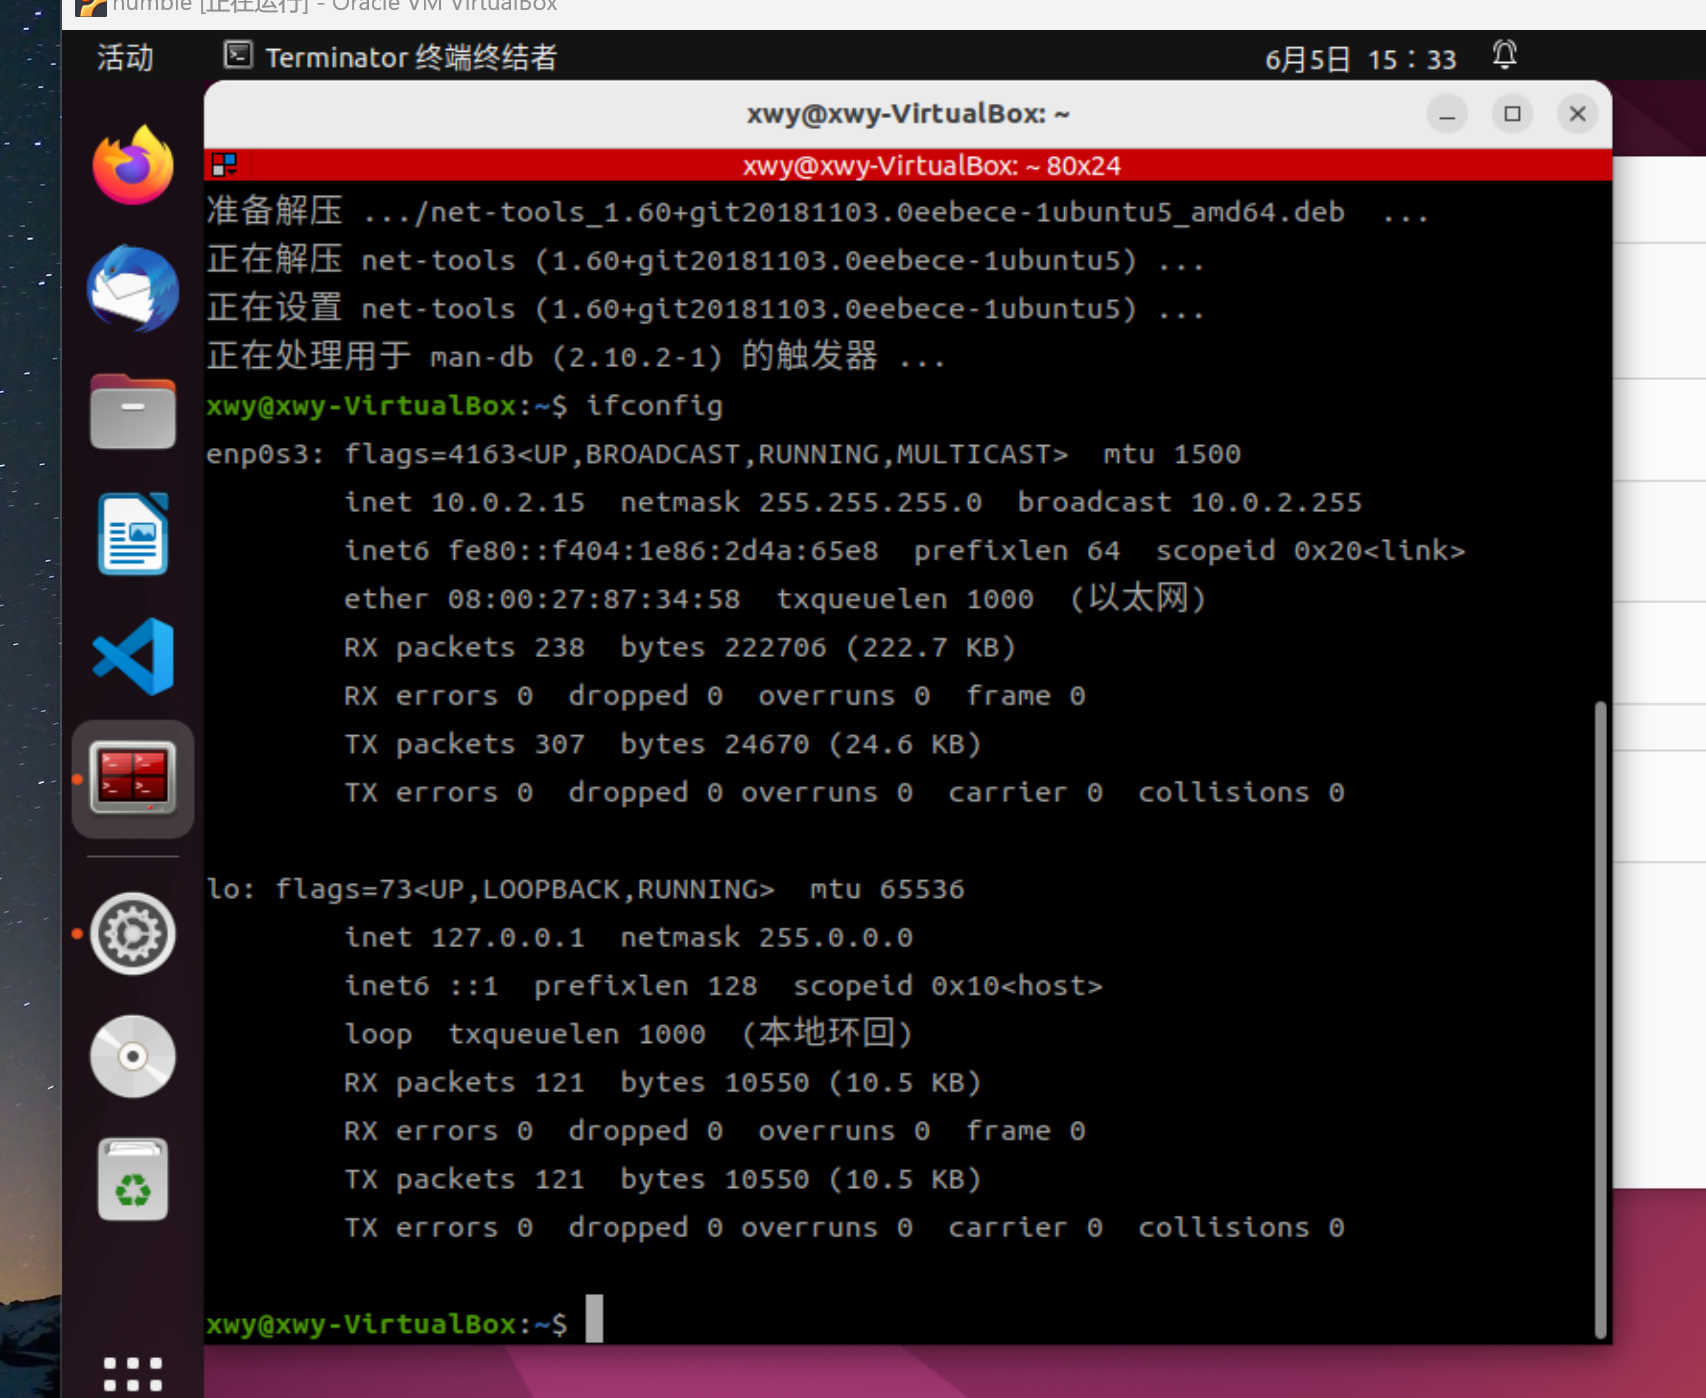 humble [正在运行] - Oracle VM VirtualBox
活动
Terminator 终端终结者
6月5日 15：33
xwy@xwy-VirtualBox: ~
xwy@xwy-VirtualBox: ~ 80x24
准备解压 .../net-tools_1.60+git20181103.0eebece-1ubuntu5_amd64.deb  ...
正在解压 net-tools (1.60+git20181103.0eebece-1ubuntu5) ...
正在设置 net-tools (1.60+git20181103.0eebece-1ubuntu5) ...
正在处理用于 man-db (2.10.2-1) 的触发器 ...
xwy@xwy-VirtualBox:~$ ifconfig
enp0s3: flags=4163<UP,BROADCAST,RUNNING,MULTICAST>  mtu 1500
        inet 10.0.2.15  netmask 255.255.255.0  broadcast 10.0.2.255
        inet6 fe80::f404:1e86:2d4a:65e8  prefixlen 64  scopeid 0x20<link>
        ether 08:00:27:87:34:58  txqueuelen 1000  (以太网)
        RX packets 238  bytes 222706 (222.7 KB)
        RX errors 0  dropped 0  overruns 0  frame 0
        TX packets 307  bytes 24670 (24.6 KB)
        TX errors 0  dropped 0 overruns 0  carrier 0  collisions 0
lo: flags=73<UP,LOOPBACK,RUNNING>  mtu 65536
        inet 127.0.0.1  netmask 255.0.0.0
        inet6 ::1  prefixlen 128  scopeid 0x10<host>
        loop  txqueuelen 1000  (本地环回)
        RX packets 121  bytes 10550 (10.5 KB)
        RX errors 0  dropped 0  overruns 0  frame 0
        TX packets 121  bytes 10550 (10.5 KB)
        TX errors 0  dropped 0 overruns 0  carrier 0  collisions 0
xwy@xwy-VirtualBox:~$